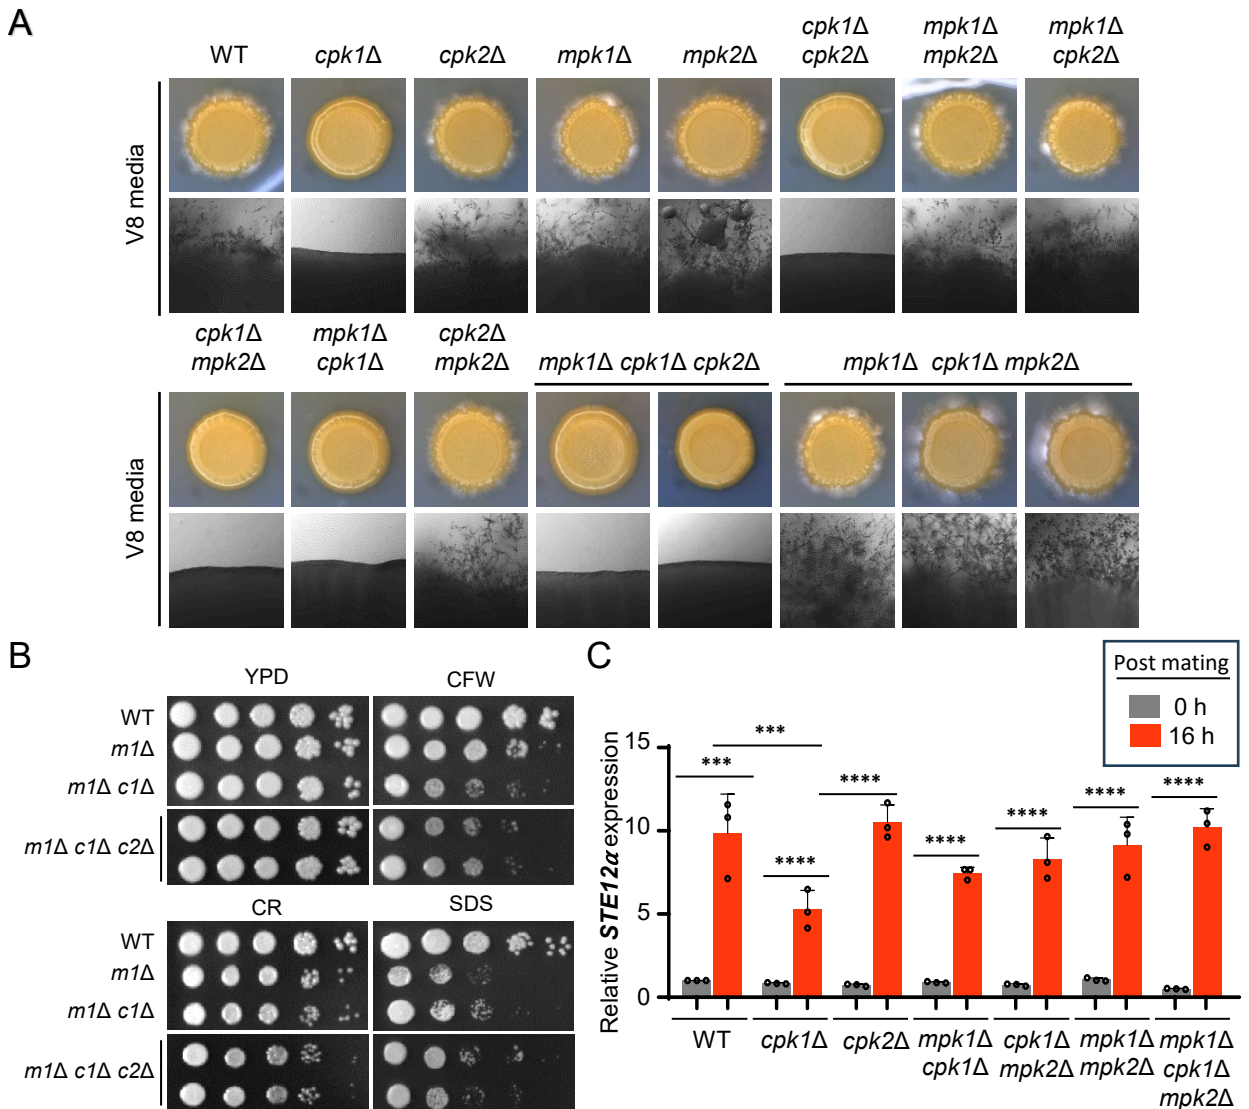 A
WT
cpk1Δ
cpk2Δ
mpk1Δ
mpk2Δ
cpk1Δ
cpk2Δ
mpk1Δ
mpk2Δ
mpk1Δ
cpk2Δ
V8 media
cpk1Δ
mpk2Δ
mpk1Δ
cpk1Δ
cpk2Δ
mpk2Δ
mpk1Δ cpk1Δ cpk2Δ
mpk1Δ cpk1Δ mpk2Δ
V8 media
B
YPD
CFW
WT
m1Δ
m1Δ c1Δ
m1Δ c1Δ c2Δ
CR
SDS
WT
m1Δ
m1Δ c1Δ
m1Δ c1Δ c2Δ
C
Post mating
0 h
16 h
Relative STE12α expression
15
10
5
0
***
***
****
****
****
****
****
****
WT
cpk1Δ
cpk2Δ
mpk1Δ
cpk1Δ
cpk1Δ
mpk2Δ
mpk1Δ
mpk2Δ
mpk1Δ
cpk1Δ
mpk2Δ